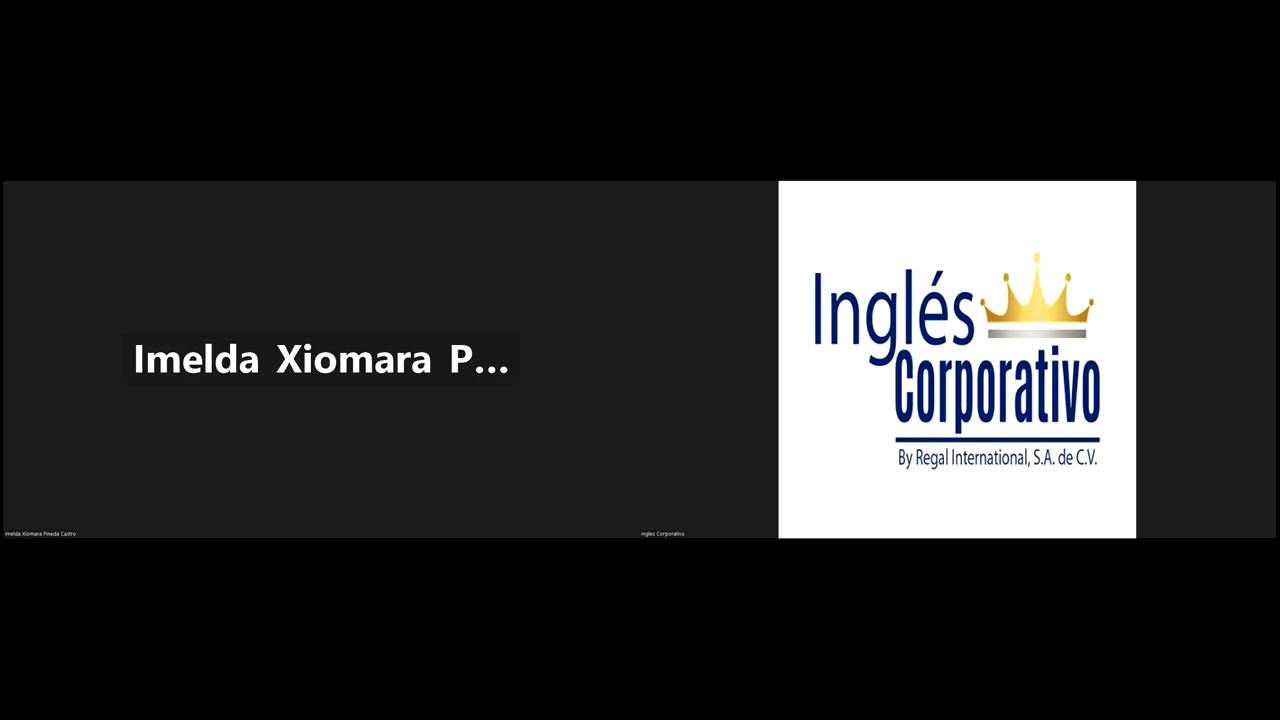 Imelda Xiomara P...
Inglés
Corporativo
By Regal International, S.A. de C.V.
Imelda Xiomara Pineda Castro
Ingles Corporativo